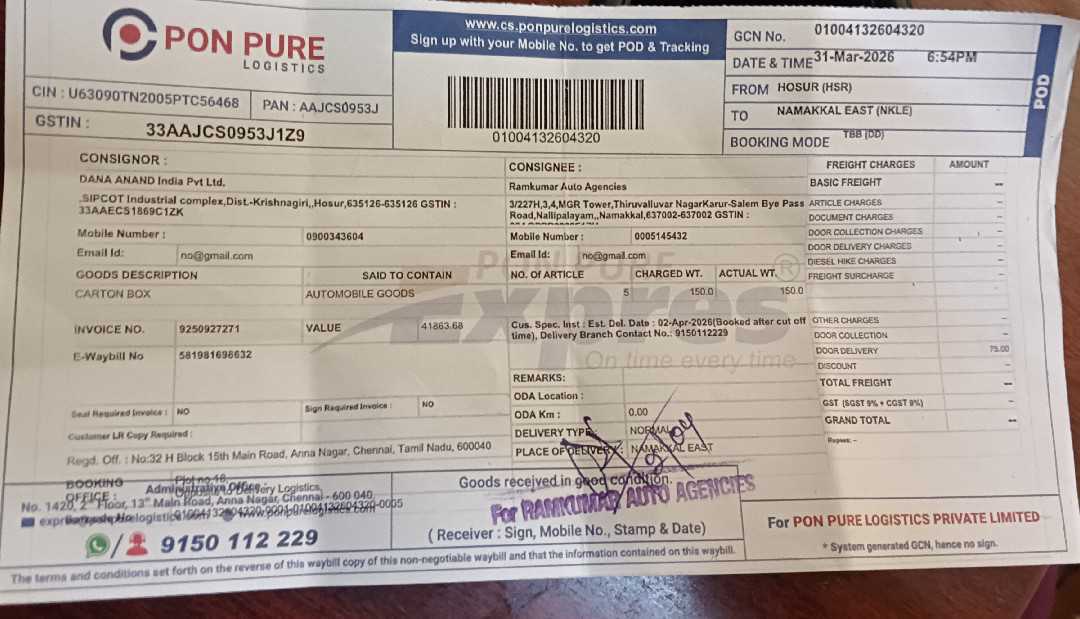 PON PURE
LOGISTICS
www.cs.ponpurelogistics.com
Sign up with your Mobile No. to get POD & Tracking
GCN No. 01004132604320
DATE & TIME 31-Mar-2026 6:54PM
FROM HOSUR (HSR)
TO NAMAKKAL EAST (NKLE)
BOOKING MODE TBB (DD)
POD
CIN : U63090TN2005PTC56468
PAN : AAJCS0953J
GSTIN : 33AAJCS0953J1Z9
01004132604320
CONSIGNOR :
DANA ANAND India Pvt Ltd,
,SIPCOT Industrial complex,Dist.-Krishnagiri,,Hosur,635126-635126 GSTIN :
33AAECS1869C1ZK
Mobile Number : 0900343604
Email Id: no@gmail.com
CONSIGNEE :
Ramkumar Auto Agencies
3/227H,3,4,MGR Tower,Thiruvalluvar NagarKarur-Salem Bye Pass
Road,Nallipalayam,,Namakkal,637002-637002 GSTIN :
Mobile Number : 0005145432
Email Id: no@gmail.com
GOODS DESCRIPTION SAID TO CONTAIN NO. OF ARTICLE CHARGED WT. ACTUAL WT.
CARTON BOX AUTOMOBILE GOODS 5 150.0 150.0
INVOICE NO. 9250927271 VALUE 41863.68
E-Waybill No 581981698632
Cus. Spec. Inst : Est. Del. Date : 02-Apr-2026(Booked after cut off
time), Delivery Branch Contact No.: 9150112229
PON PURE
Express
On time every time
REMARKS:
ODA Location :
ODA Km : 0.00
DELIVERY TYPE: NORMAL
PLACE OF DELIVERY : NAMAKKAL EAST
Seal Required Invoice : NO
Sign Required Invoice : NO
Customer LR Copy Required :
FREIGHT CHARGES AMOUNT
BASIC FREIGHT --
ARTICLE CHARGES --
DOCUMENT CHARGES --
DOOR COLLECTION CHARGES --
DOOR DELIVERY CHARGES --
DIESEL HIKE CHARGES --
FREIGHT SURCHARGE --
OTHER CHARGES --
DOOR COLLECTION --
DOOR DELIVERY 75.00
DISCOUNT --
TOTAL FREIGHT --
GST (SGST 9% + CGST 9%) --
GRAND TOTAL --
Rupees: --
Regd. Off. : No:32 H Block 15th Main Road, Anna Nagar, Chennai, Tamil Nadu, 600040
BOOKING
OFFICE :
Plot no 16,
Administrative Office:
No. 1420, 2nd Floor, 13th Main Road, Anna Nagar, Chennai - 600 040
9150 112 229
Goods received in good condition.
For RAMKUMAR AUTO AGENCIES
( Receiver : Sign, Mobile No., Stamp & Date)
For PON PURE LOGISTICS PRIVATE LIMITED
* System generated GCN, hence no sign.
The terms and conditions set forth on the reverse of this waybill copy of this non-negotiable waybill and that the information contained on this waybill.